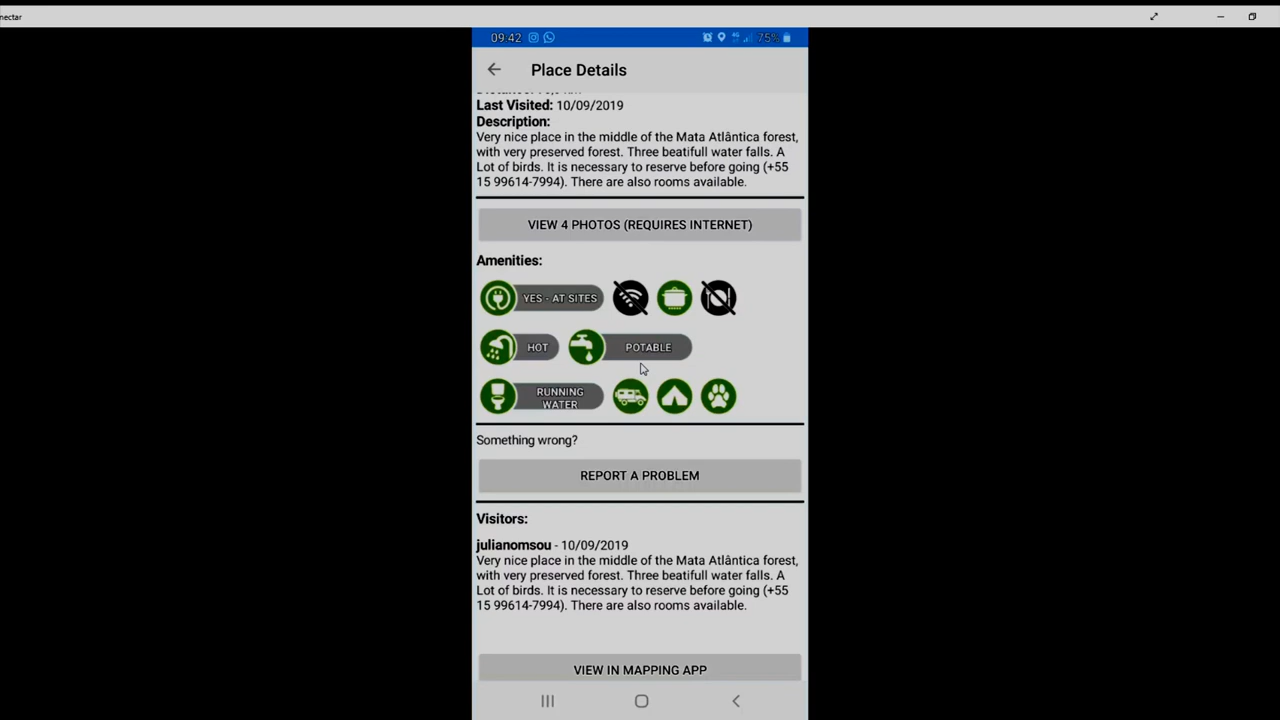 nectar
09:42
75%
Place Details
Last Visited: 10/09/2019
Description:
Very nice place in the middle of the Mata Atlântica forest,
with very preserved forest. Three beatifull water falls. A
Lot of birds. It is necessary to reserve before going (+55
15 99614-7994). There are also rooms available.
VIEW 4 PHOTOS (REQUIRES INTERNET)
Amenities:
YES - AT SITES
HOT
POTABLE
RUNNING
WATER
Something wrong?
REPORT A PROBLEM
Visitors:
julianomsou - 10/09/2019
Very nice place in the middle of the Mata Atlântica forest,
with very preserved forest. Three beatifull water falls. A
Lot of birds. It is necessary to reserve before going (+55
15 99614-7994). There are also rooms available.
VIEW IN MAPPING APP